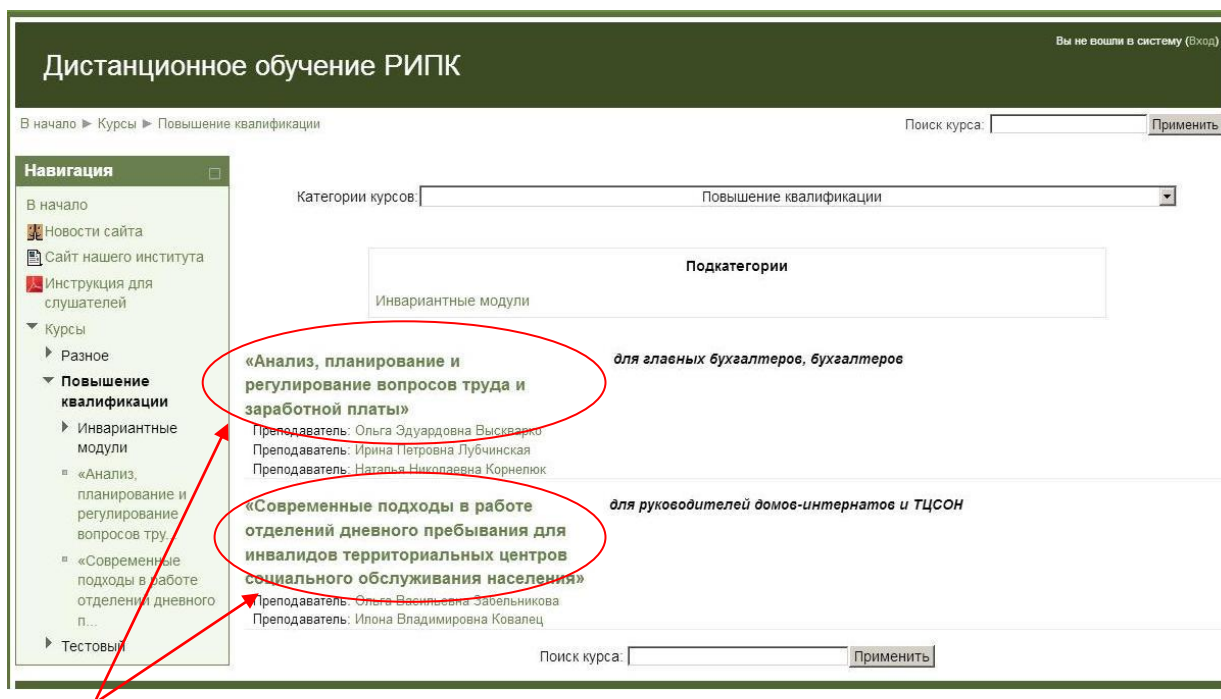 Вы не вошли в систему (Вход)
Дистанционное обучение РИПК
В начало ► Курсы ► Повышение квалификации
Поиск курса:
Применить
Навигация
В начало
Новости сайта
Сайт нашего института
Инструкция для
слушателей
Курсы
Разное
Повышение
квалификации
Инвариантные
модули
«Анализ,
планирование и
регулирование
вопросов тру...
«Современные
подходы в работе
отделений дневного
п...
Тестовый
Категории курсов:
Повышение квалификации
Подкатегории
Инвариантные модули
«Анализ, планирование и
регулирование вопросов труда и
заработной платы»
для главных бухгалтеров, бухгалтеров
Преподаватель: Ольга Эдуардовна Выскварко
Преподаватель: Ирина Петровна Лубчинская
Преподаватель: Наталья Николаевна Корнелюк
«Современные подходы в работе
отделений дневного пребывания для
инвалидов территориальных центров
социального обслуживания населения»
для руководителей домов-интернатов и ТЦСОН
Преподаватель: Ольга Васильевна Забельникова
Преподаватель: Илона Владимировна Ковалец
Поиск курса:
Применить